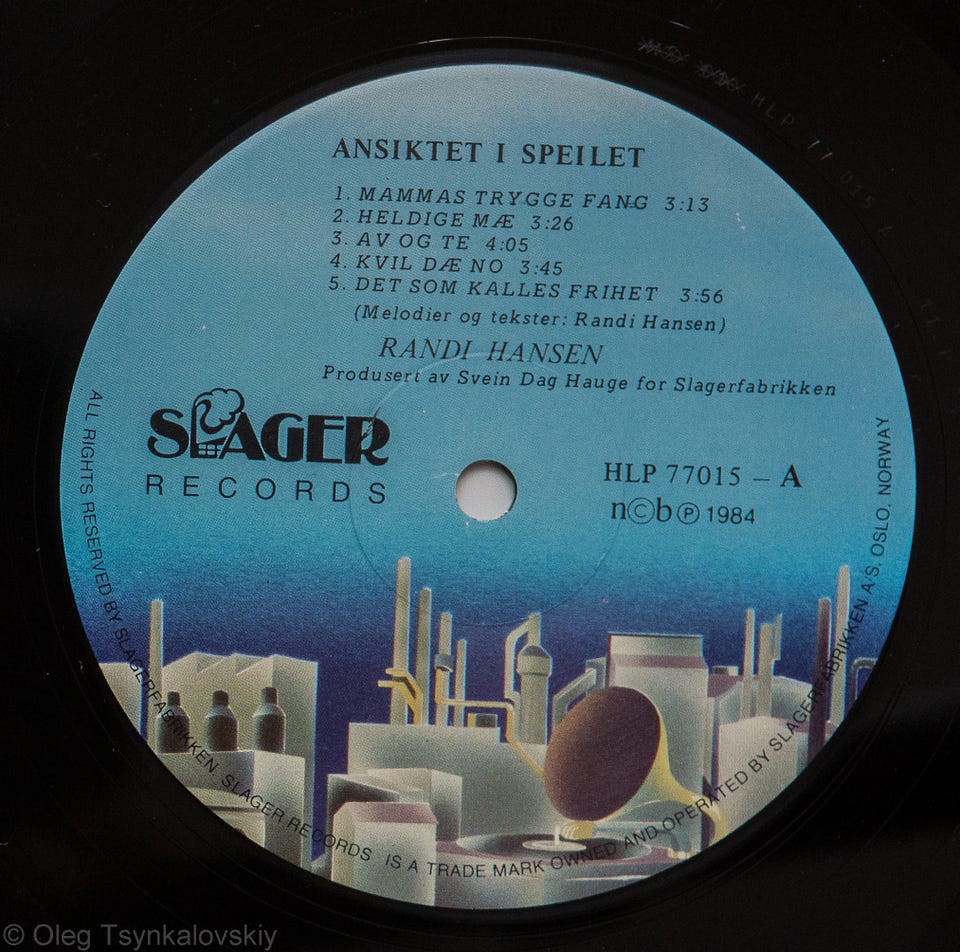 ANSIKTET I SPEILET
1. MAMMAS TRYGGE FANG 3:13
2. HELDIGE MÆ 3:26
3. AV OG TE 4:05
4. KVIL DÆ NO 3:45
5. DET SOM KALLES FRIHET 3:56
(Melodier og tekster: Randi Hansen)
RANDI HANSEN
Produsert av Svein Dag Hauge for Slagerfabrikken
SLAGER
RECORDS
HLP 77015 – A
n©b ℗ 1984
ALL RIGHTS RESERVED BY SLAGERFABRIKKEN. SLAGER RECORDS IS A TRADE MARK OWNED AND OPERATED BY SLAGERFABRIKKEN A/S. OSLO, NORWAY
HLP 77 015 A
© Oleg Tsynkalovskiy